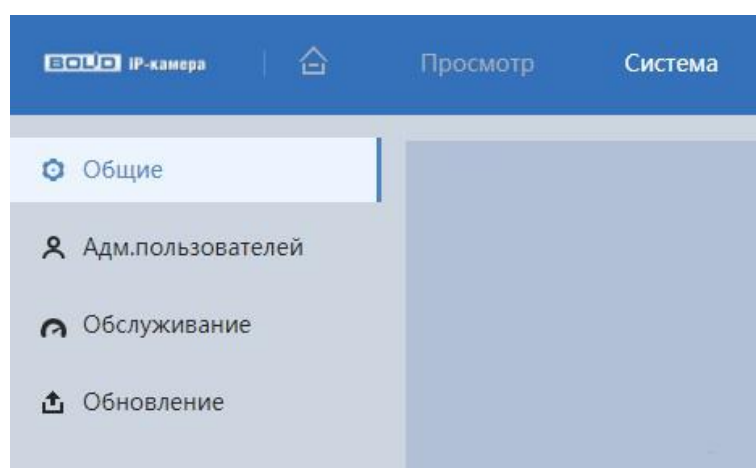 BOLID IP-камера
Просмотр
Система
Общие
Адм.пользователей
Обслуживание
Обновление